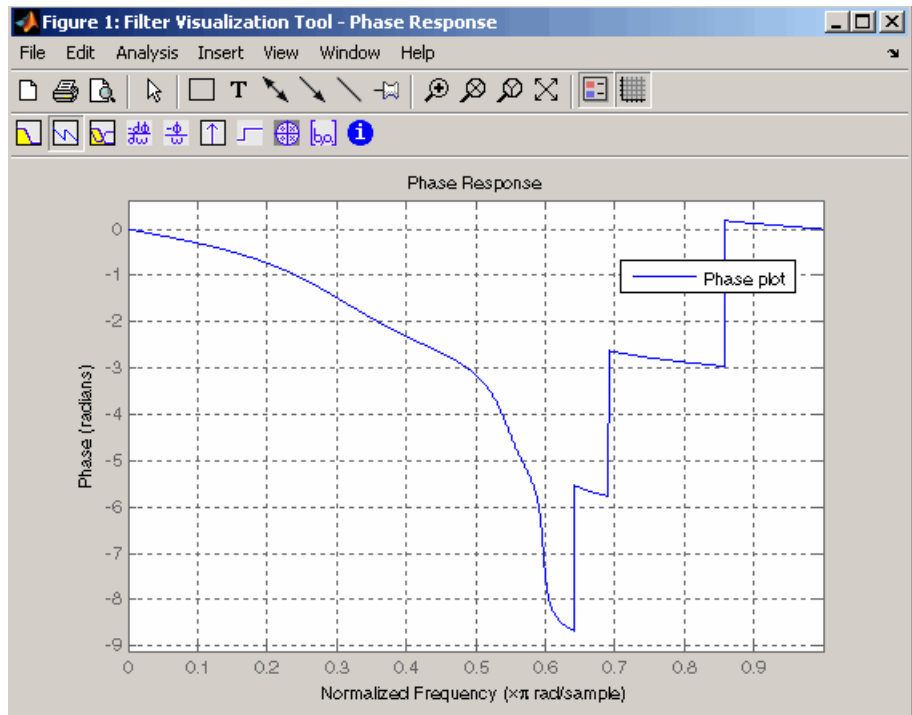 Figure 1: Filter Visualization Tool - Phase Response
File Edit Analysis Insert View Window Help
T
-dφ
dω
-φ
ω
[b,a]
i
Phase Response
Phase plot
Phase (radians)
0
-1
-2
-3
-4
-5
-6
-7
-8
-9
0 0.1 0.2 0.3 0.4 0.5 0.6 0.7 0.8 0.9
Normalized Frequency (×π rad/sample)